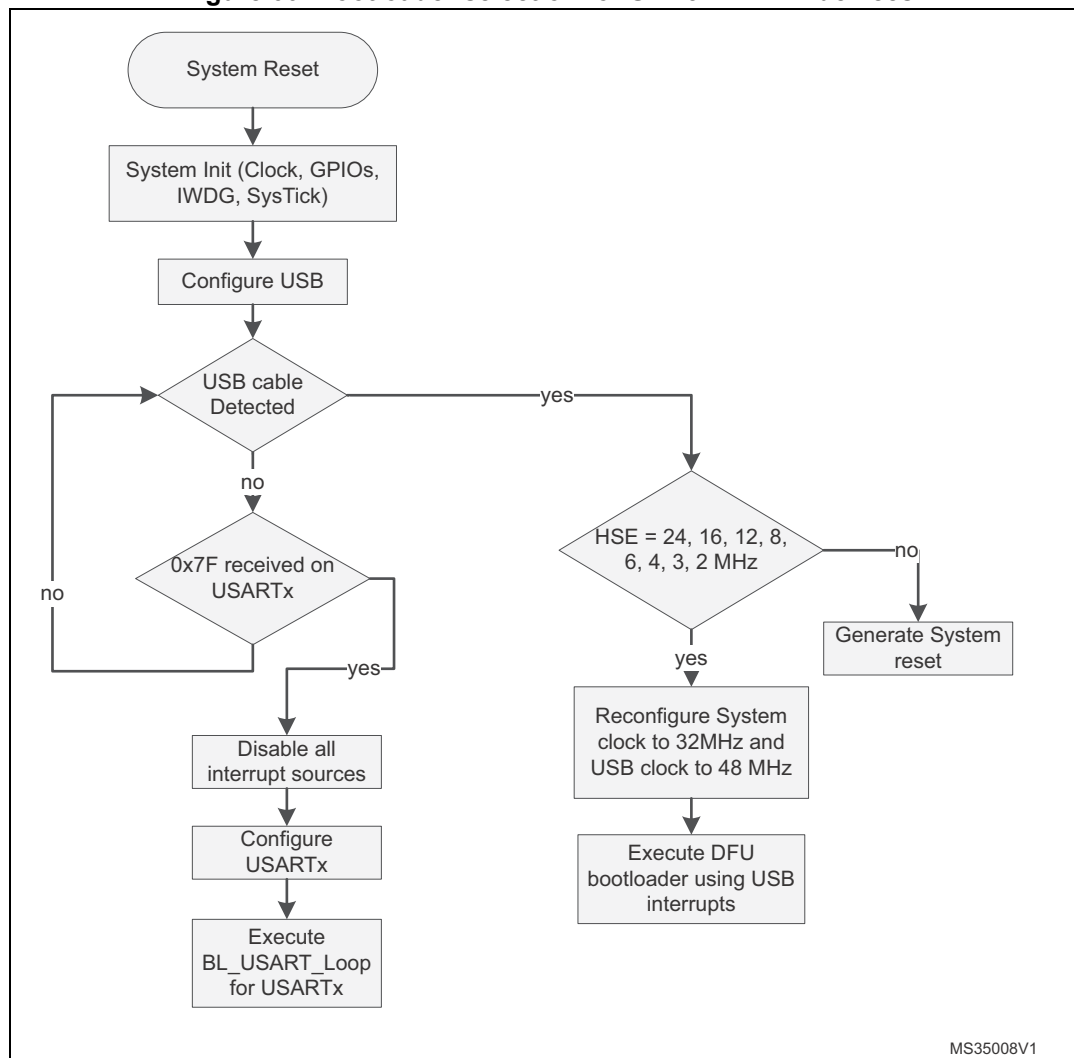 System Reset
System Init (Clock, GPIOs,
IWDG, SysTick)
Configure USB
USB cable
Detected
yes
no
0x7F received on
USARTx
no
yes
Disable all
interrupt sources
Configure
USARTx
Execute
BL_USART_Loop
for USARTx
HSE = 24, 16, 12, 8,
6, 4, 3, 2 MHz
no
Generate System
reset
yes
Reconfigure System
clock to 32MHz and
USB clock to 48 MHz
Execute DFU
bootloader using USB
interrupts
MS35008V1